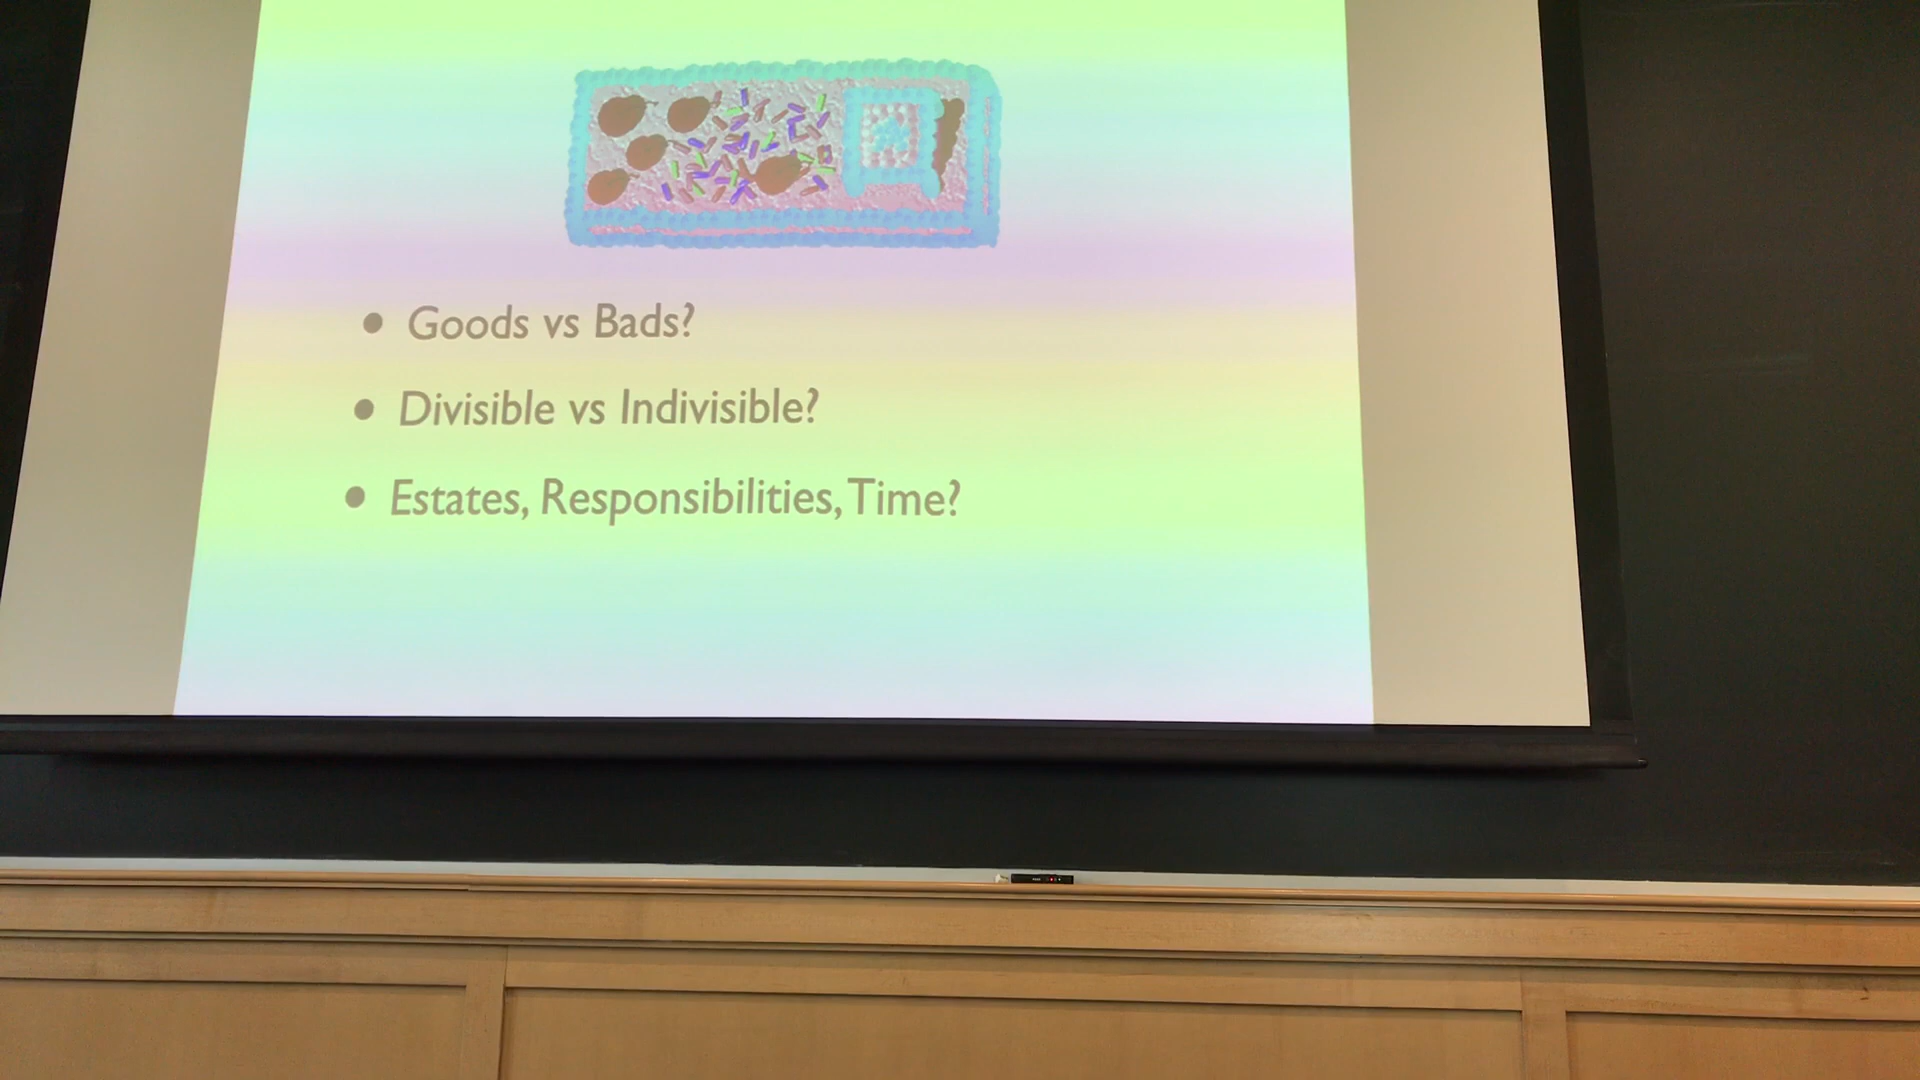 • Goods vs Bads?
• Divisible vs Indivisible?
• Estates, Responsibilities, Time?